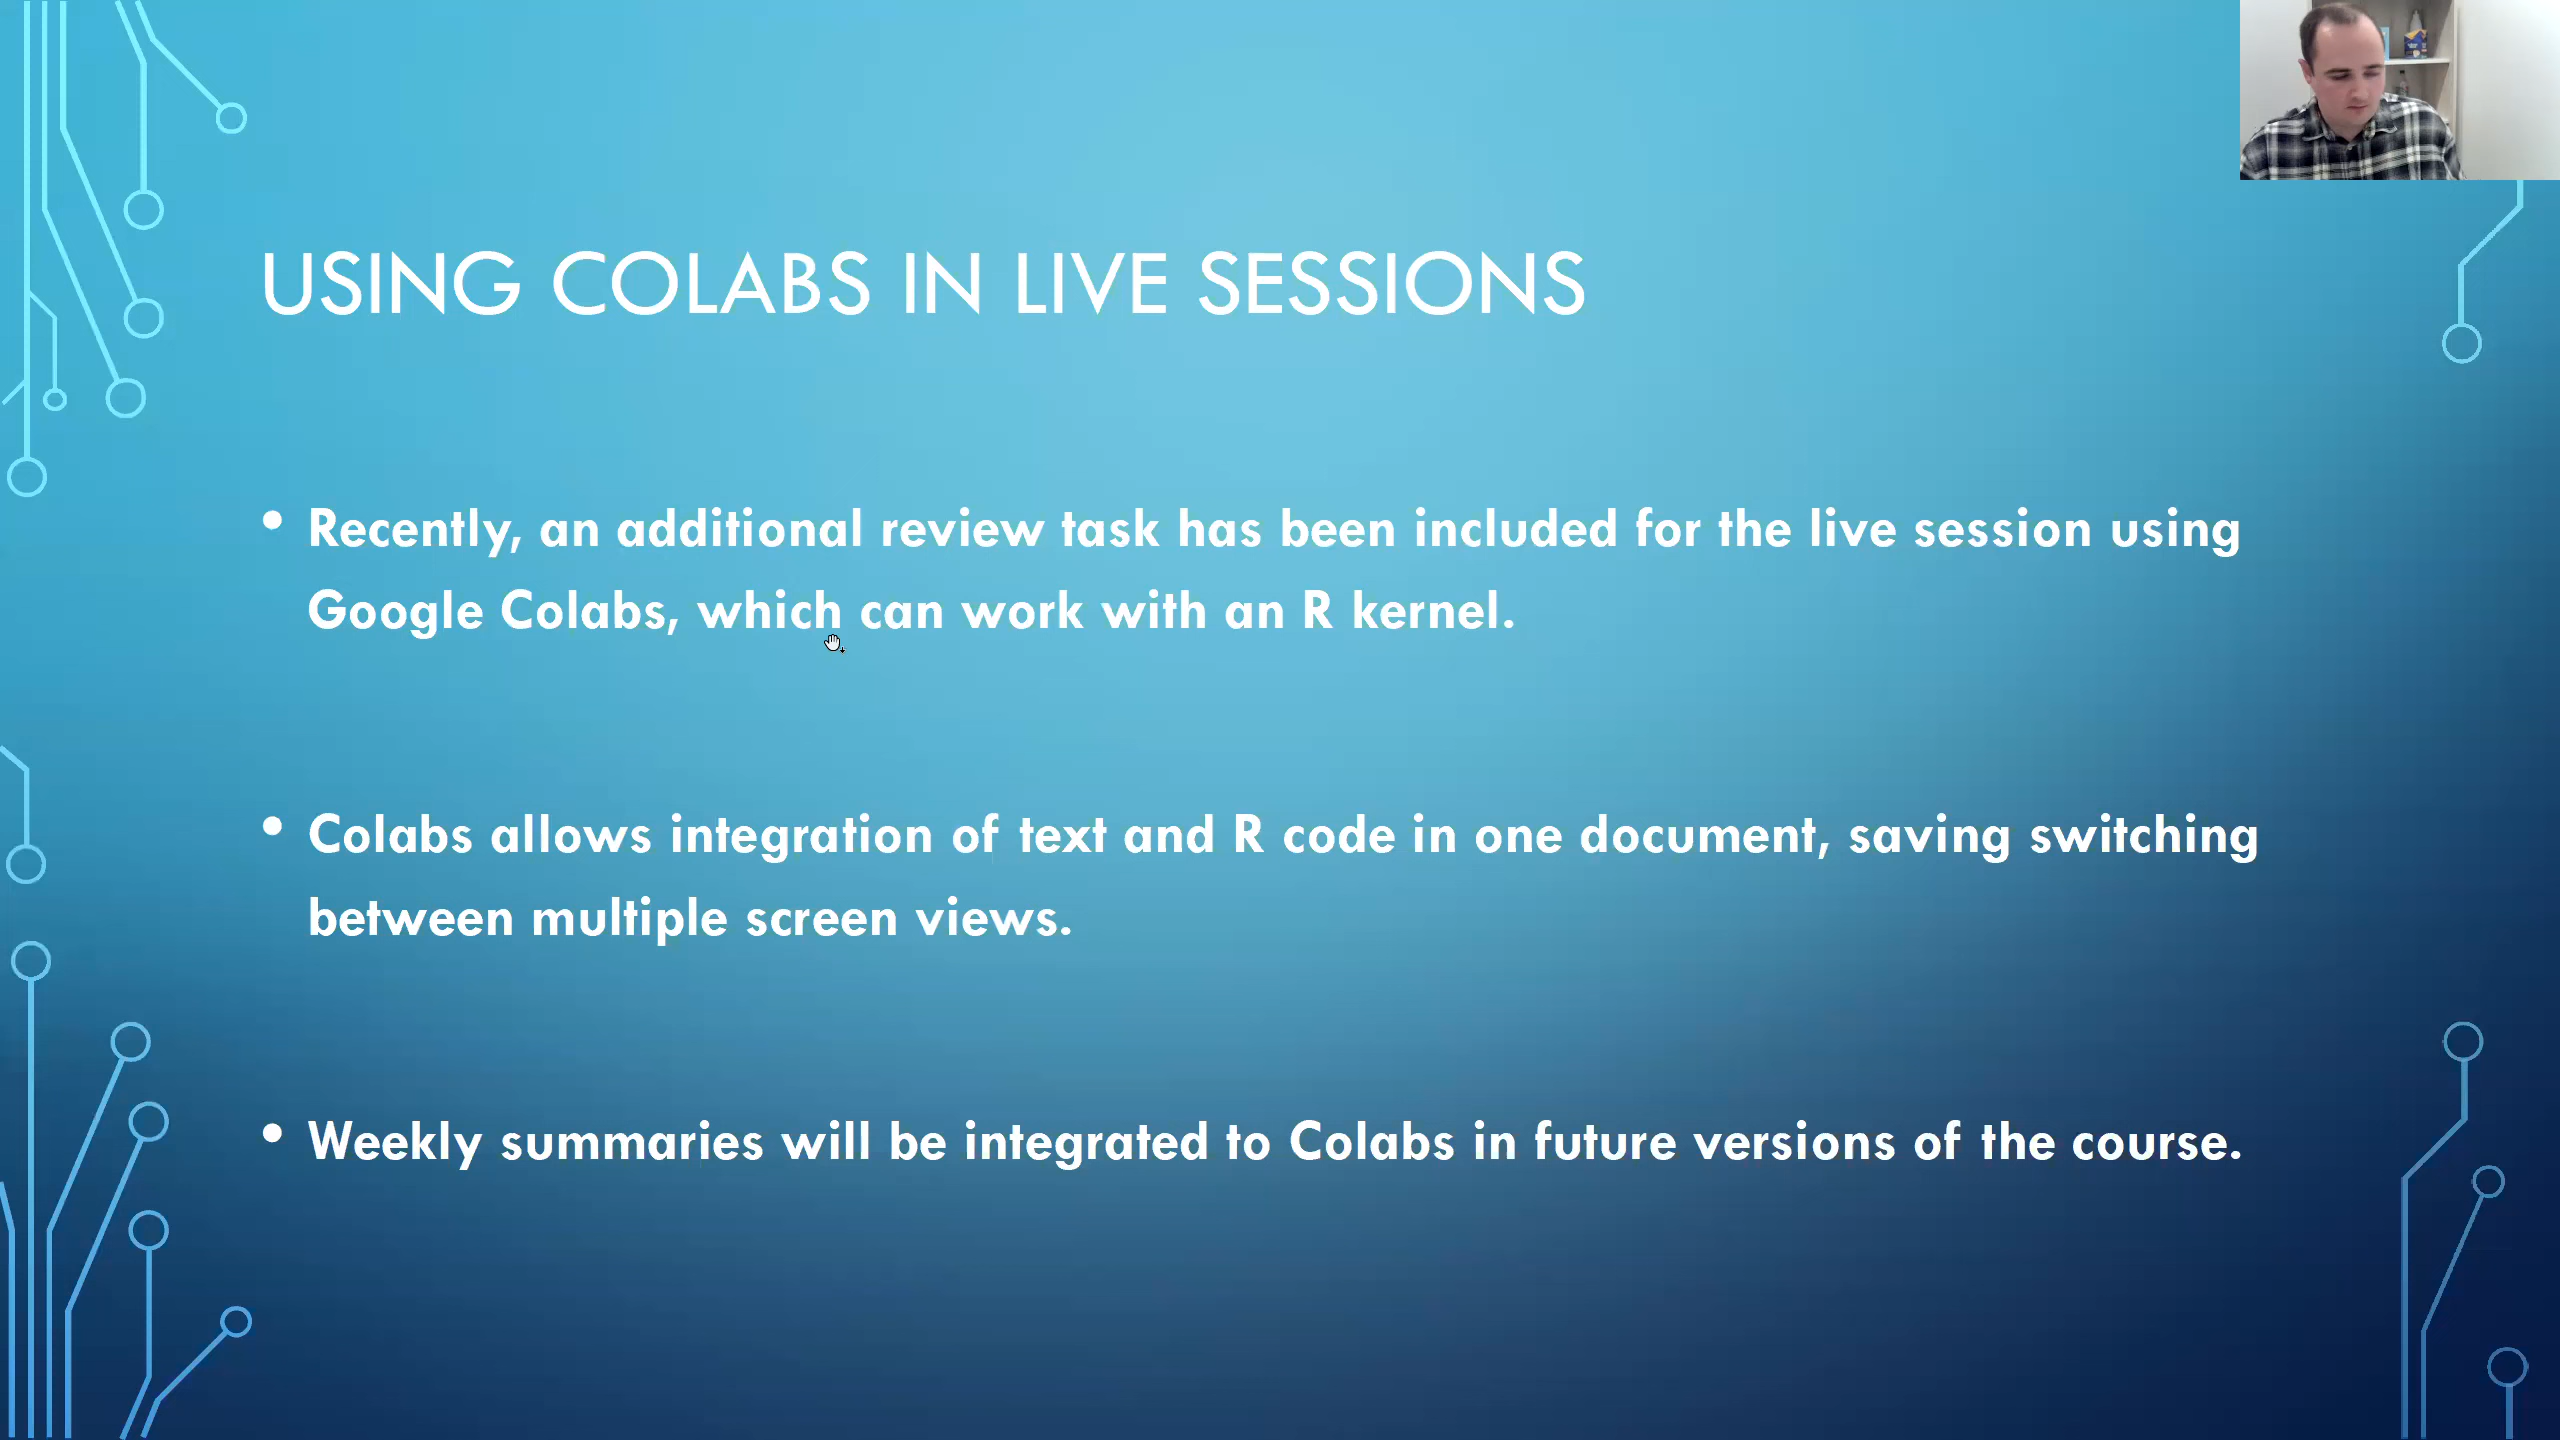 USING COLABS IN LIVE SESSIONS
• Recently, an additional review task has been included for the live session using
Google Colabs, which can work with an R kernel.
• Colabs allows integration of text and R code in one document, saving switching
between multiple screen views.
• Weekly summaries will be integrated to Colabs in future versions of the course.